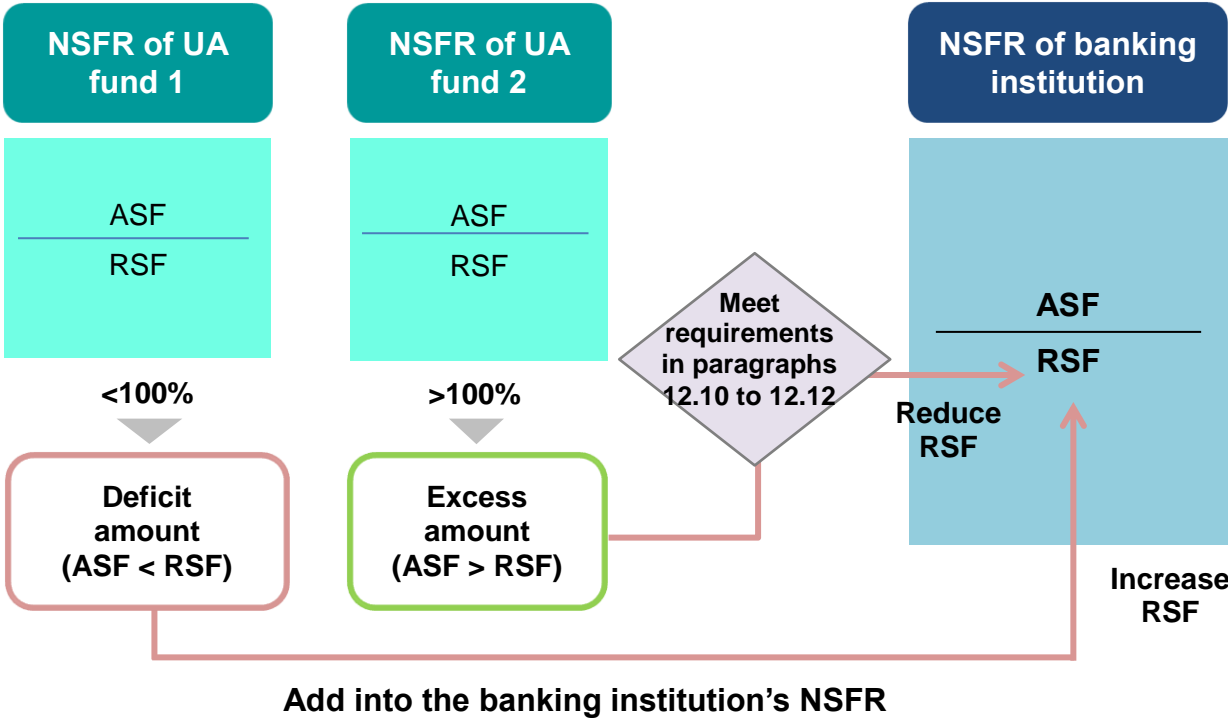 NSFR of UA
fund 1
NSFR of UA
fund 2
NSFR of banking
institution
ASF
RSF
ASF
RSF
Meet
requirements
in paragraphs
12.10 to 12.12
ASF
RSF
<100%
>100%
Reduce
RSF
Deficit
amount
(ASF < RSF)
Excess
amount
(ASF > RSF)
Increase
RSF
Add into the banking institution’s NSFR